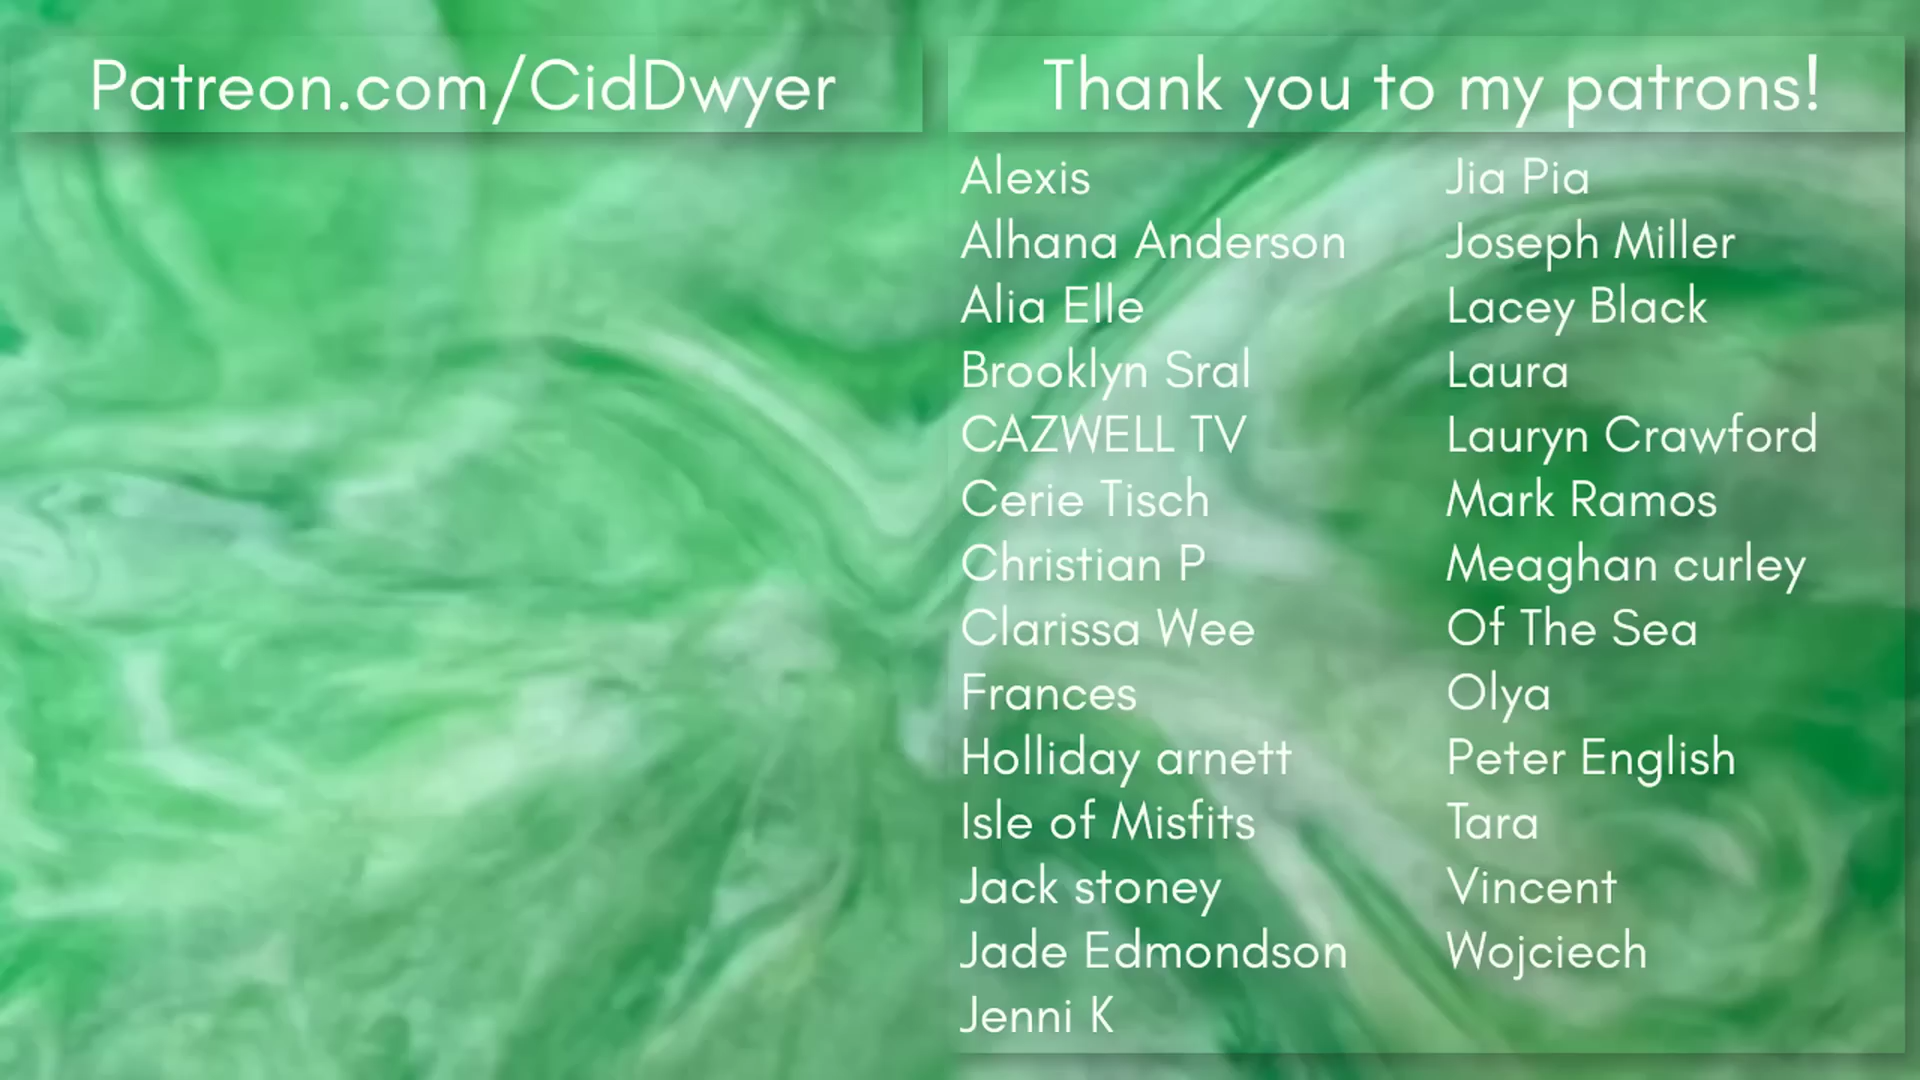 Patreon.com/CidDwyer
Thank you to my patrons!
Alexis
Alhana Anderson
Alia Elle
Brooklyn Sral
CAZWELL TV
Cerie Tisch
Christian P
Clarissa Wee
Frances
Holliday arnett
Isle of Misfits
Jack stoney
Jade Edmondson
Jenni K
Jia Pia
Joseph Miller
Lacey Black
Laura
Lauryn Crawford
Mark Ramos
Meaghan curley
Of The Sea
Olya
Peter English
Tara
Vincent
Wojciech